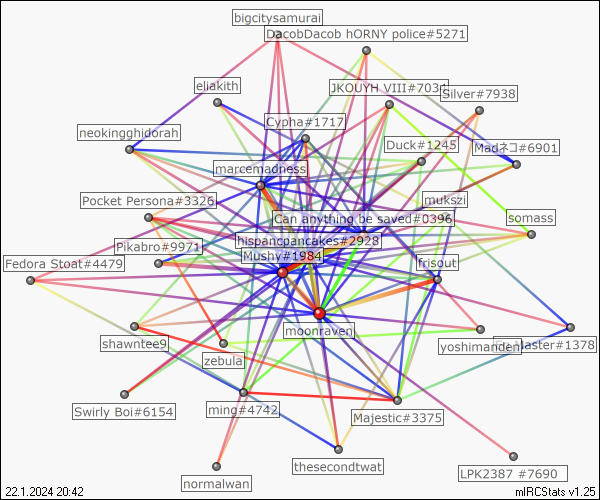 bigcitysamurai
DacobDacob hORNY police#5271
eliakith
JKOUYH VIII#7034
Silver#7938
Cypha#1717
neokingghidorah
Duck#1245
Madネコ#6901
marcemadness
Pocket Persona#3326
mukszi
Can anything be saved#0396
somass
hispancpancakes#2928
Pikabro#9971
Mushy#1984
Fedora Stoat#4479
frisout
moonraven
shawntee9
yoshimanden
Master#1378
zebula
Swirly Boi#6154
ming#4742
Majestic#3375
thesecondtwat
LPK2387 #7690
normalwan
22.1.2024 20:42
mIRCStats v1.25